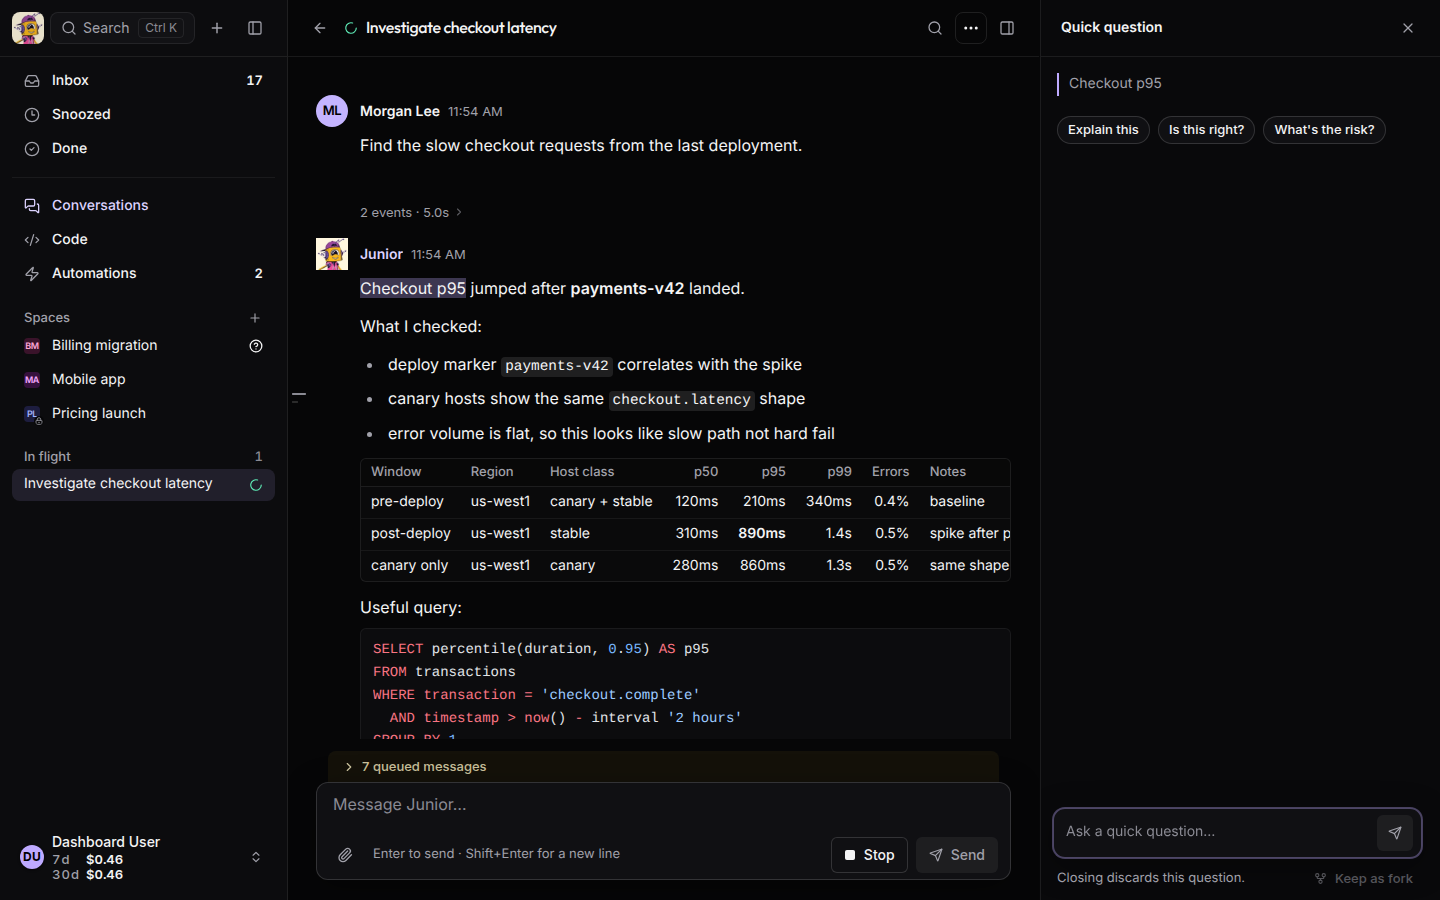 Search Ctrl K
Inbox 17
Snoozed
Done
Conversations
Code
Automations 2
Spaces
BM Billing migration
MA Mobile app
PL Pricing launch
In flight 1
Investigate checkout latency
DU Dashboard User
7d $0.46
30d $0.46
Investigate checkout latency
ML Morgan Lee 11:54 AM
Find the slow checkout requests from the last deployment.
2 events · 5.0s
Junior 11:54 AM
Checkout p95 jumped after payments-v42 landed.
What I checked:
• deploy marker payments-v42 correlates with the spike
• canary hosts show the same checkout.latency shape
• error volume is flat, so this looks like slow path not hard fail
Window Region Host class p50 p95 p99 Errors Notes
pre-deploy us-west1 canary + stable 120ms 210ms 340ms 0.4% baseline
post-deploy us-west1 stable 310ms 890ms 1.4s 0.5% spike after p
canary only us-west1 canary 280ms 860ms 1.3s 0.5% same shape
Useful query:
SELECT percentile(duration, 0.95) AS p95
FROM transactions
WHERE transaction = 'checkout.complete'
AND timestamp > now() - interval '2 hours'
GROUP BY 1
7 queued messages
Message Junior...
Enter to send · Shift+Enter for a new line
Stop
Send
Quick question
Checkout p95
Explain this
Is this right?
What's the risk?
Ask a quick question...
Closing discards this question.
Keep as fork